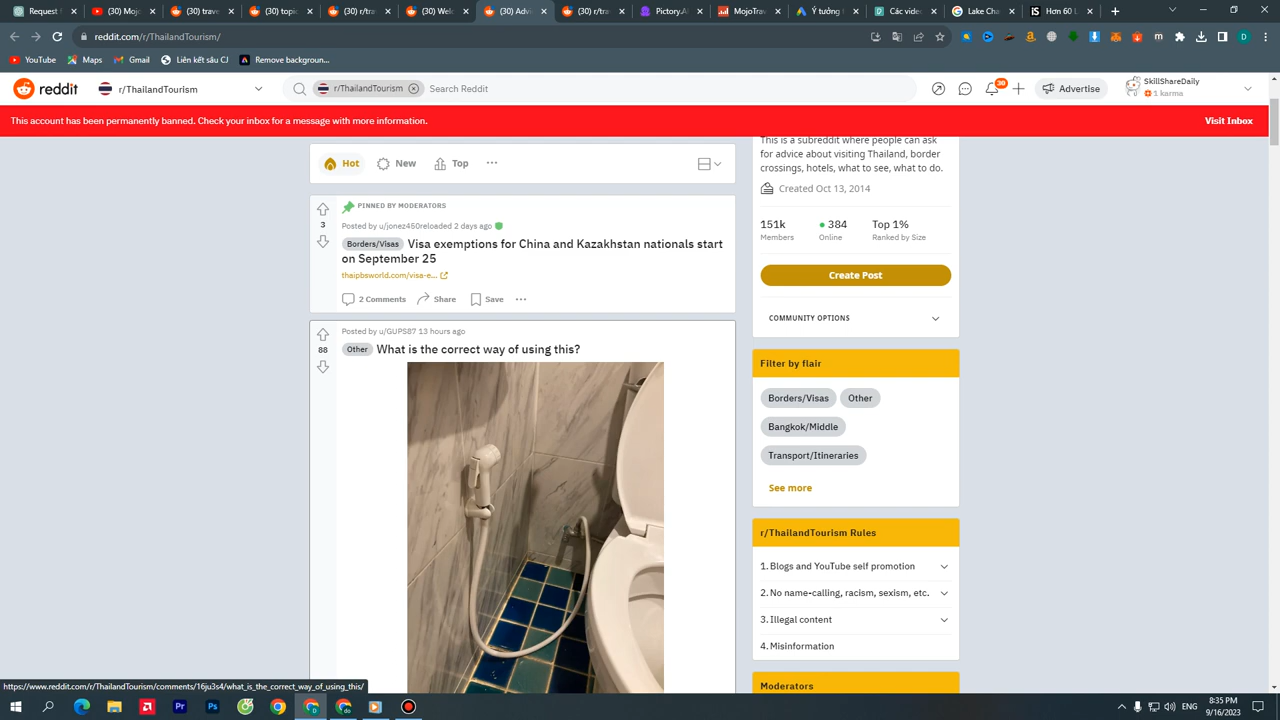 Request f
(30) trave
(30) topic
(30) trave
(30) Welc
(30) Advi
(30) r/tra
Pictory.AI
MojoTrav
Ý tưởng l
Các video
Lake Cha
Hơn 60 L
reddit.com/r/ThailandTourism/
D
YouTube
Maps
Gmail
Liên kết sâu CJ
Remove backgroun...
reddit
r/ThailandTourism
r/ThailandTourism
Search Reddit
30
Advertise
SkillShareDaily
1 karma
This account has been permanently banned. Check your inbox for a message with more information.
Visit Inbox
Hot
New
Top
PINNED BY MODERATORS
3
Posted by u/jonez450reloaded 2 days ago
Borders/Visas Visa exemptions for China and Kazakhstan nationals start
on September 25
thaipbsworld.com/visa-e...
2 Comments
Share
Save
Posted by u/GUPS87 13 hours ago
88
Other What is the correct way of using this?
This is a subreddit where people can ask
for advice about visiting Thailand, border
crossings, hotels, what to see, what to do.
Created Oct 13, 2014
151k
384
Top 1%
Members
Online
Ranked by Size
Create Post
COMMUNITY OPTIONS
Filter by flair
Borders/Visas
Other
Bangkok/Middle
Transport/Itineraries
See more
r/ThailandTourism Rules
1. Blogs and YouTube self promotion
2. No name-calling, racism, sexism, etc.
3. Illegal content
4. Misinformation
Moderators
https://www.reddit.com/r/ThailandTourism/comments/16ju3s4/what_is_the_correct_way_of_using_this/
Pr
Ps
ENG
8:35 PM
9/16/2023